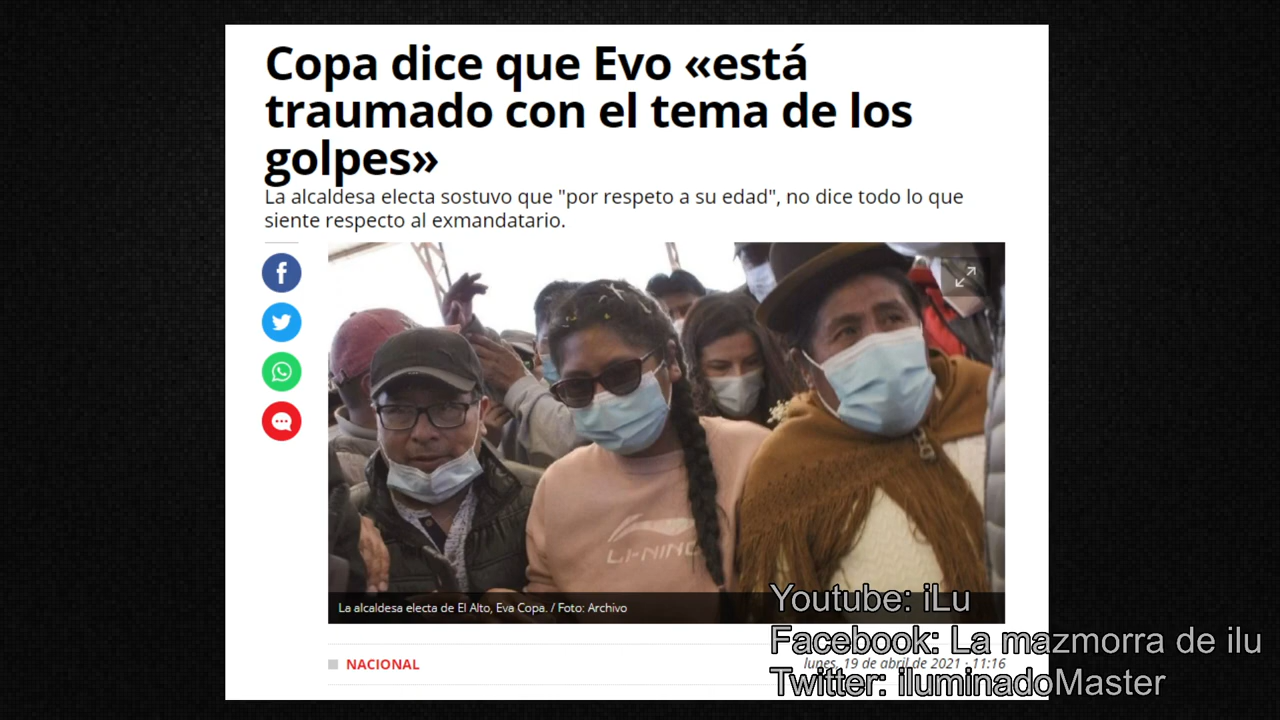 Copa dice que Evo «está
traumado con el tema de los
golpes»
La alcaldesa electa sostuvo que "por respeto a su edad", no dice todo lo que
siente respecto al exmandatario.
LI-NING
La alcaldesa electa de El Alto, Eva Copa. / Foto: Archivo
Youtube: iLu
Facebook: La mazmorra de ilu
NACIONAL
lunes, 19 de abril de 2021 · 11:16
Twitter: iluminadoMaster